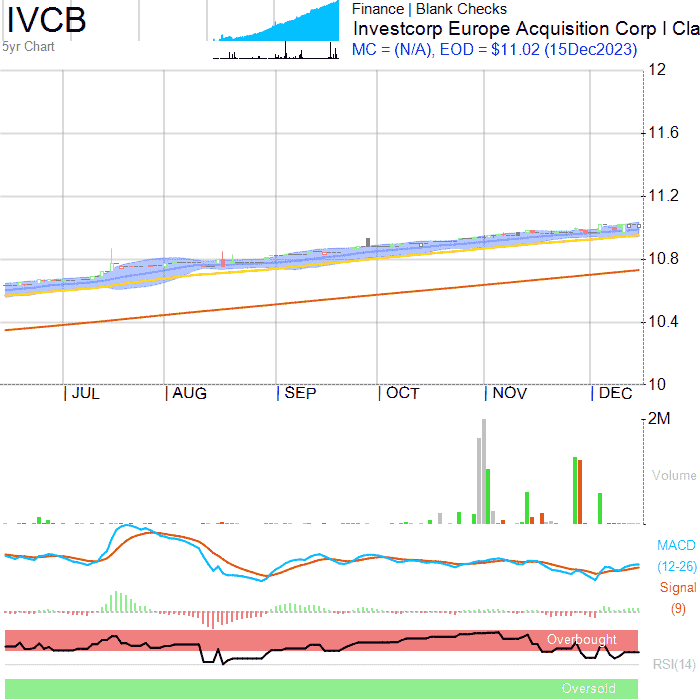 IVCB
5yr Chart
Finance | Blank Checks
Investcorp Europe Acquisition Corp I Cla
MC = (N/A), EOD = $11.02 (15Dec2023)
12
11.6
11.2
10.8
10.4
10
JUL AUG SEP OCT NOV DEC
2M
Volume
MACD
(12-26)
Signal
(9)
Overbought
RSI(14)
Oversold